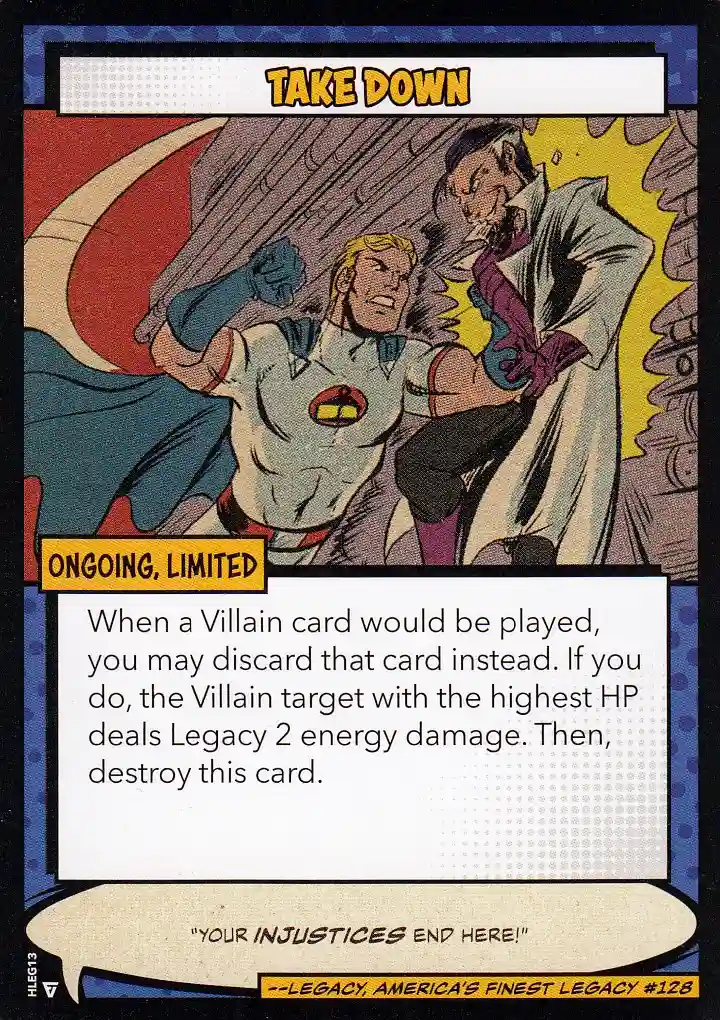 TAKE DOWN
ONGOING, LIMITED
When a Villain card would be played,
you may discard that card instead. If you
do, the Villain target with the highest HP
deals Legacy 2 energy damage. Then,
destroy this card.
"YOUR INJUSTICES END HERE!"
--LEGACY, AMERICA'S FINEST LEGACY #128
HLEG13